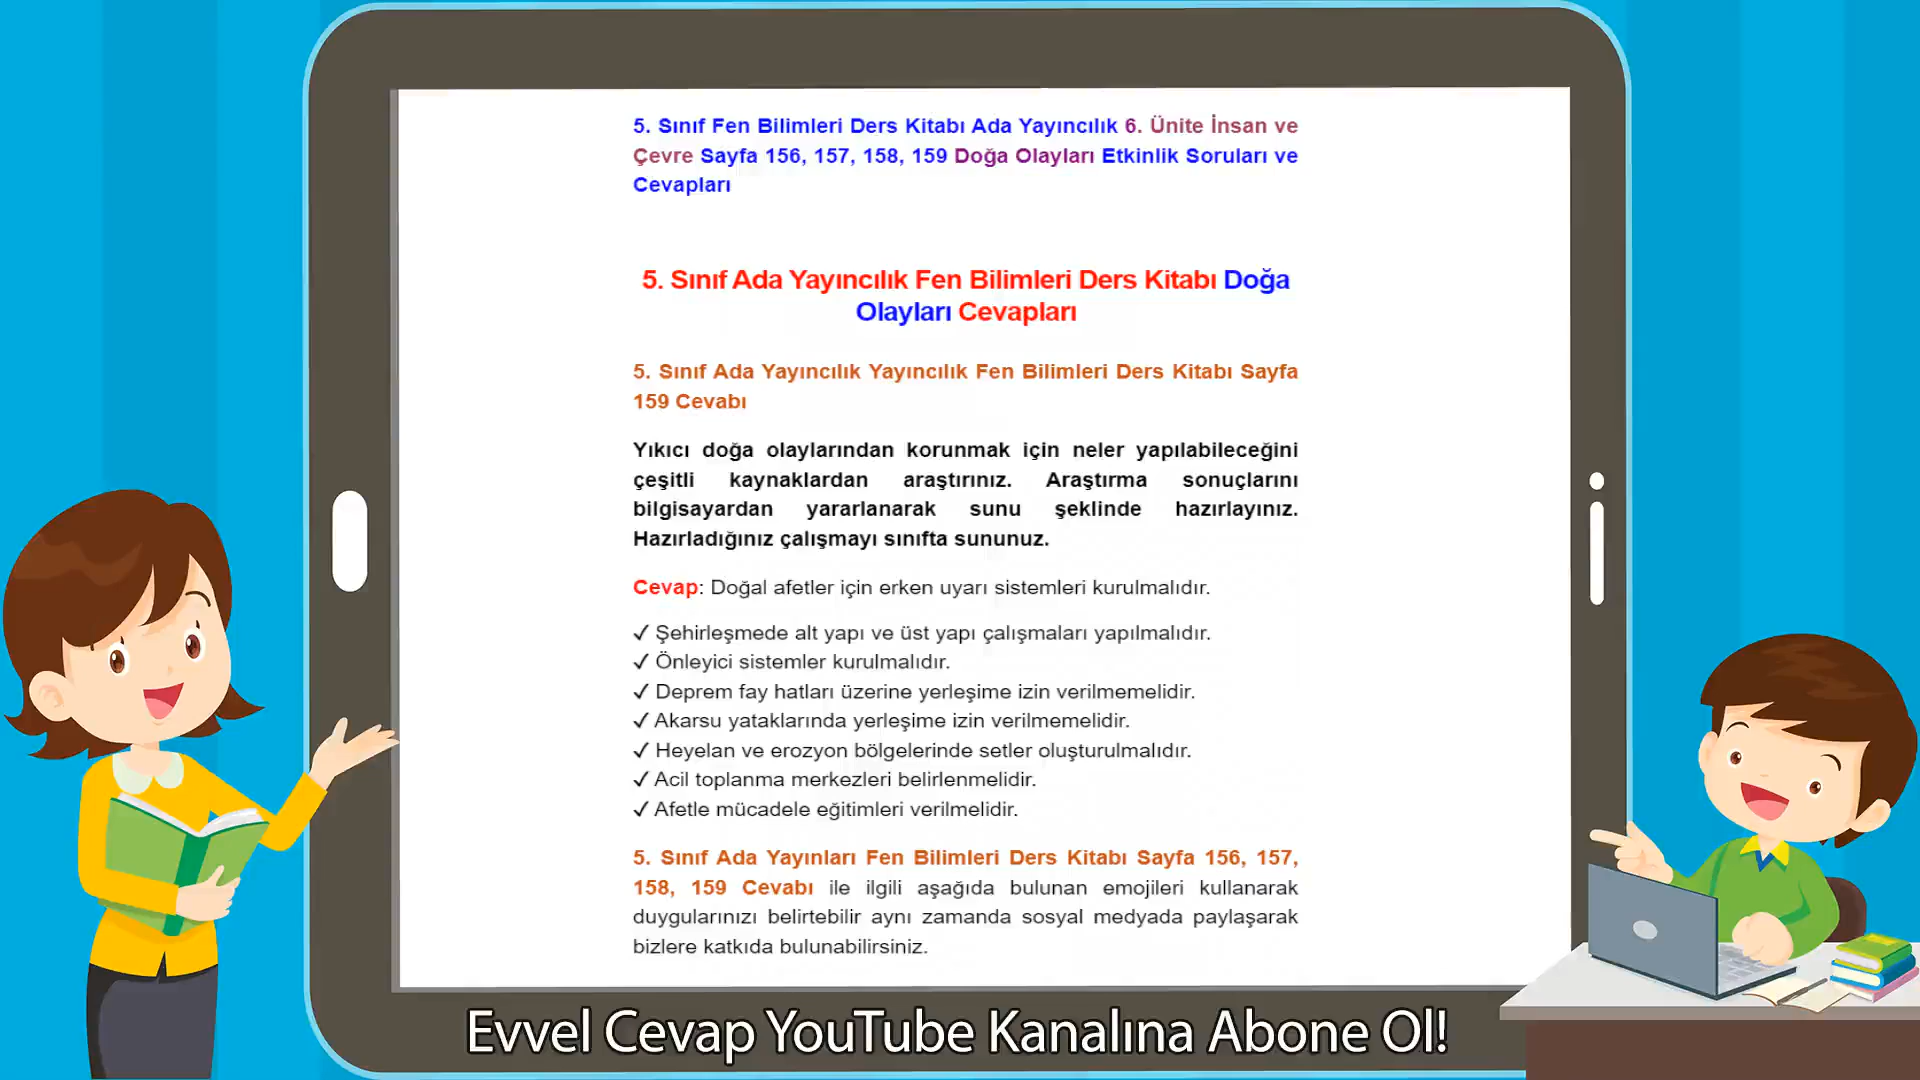 5. Sınıf Fen Bilimleri Ders Kitabı Ada Yayıncılık 6. Ünite İnsan ve
Çevre Sayfa 156, 157, 158, 159 Doğa Olayları Etkinlik Soruları ve
Cevapları
5. Sınıf Ada Yayıncılık Fen Bilimleri Ders Kitabı Doğa
Olayları Cevapları
5. Sınıf Ada Yayıncılık Yayıncılık Fen Bilimleri Ders Kitabı Sayfa
159 Cevabı
Yıkıcı doğa olaylarından korunmak için neler yapılabileceğini
çeşitli kaynaklardan araştırınız. Araştırma sonuçlarını
bilgisayardan yararlanarak sunu şeklinde hazırlayınız.
Hazırladığınız çalışmayı sınıfta sununuz.
Cevap: Doğal afetler için erken uyarı sistemleri kurulmalıdır.
✓ Şehirleşmede alt yapı ve üst yapı çalışmaları yapılmalıdır.
✓ Önleyici sistemler kurulmalıdır.
✓ Deprem fay hatları üzerine yerleşime izin verilmemelidir.
✓ Akarsu yataklarında yerleşime izin verilmemelidir.
✓ Heyelan ve erozyon bölgelerinde setler oluşturulmalıdır.
✓ Acil toplanma merkezleri belirlenmelidir.
✓ Afetle mücadele eğitimleri verilmelidir.
5. Sınıf Ada Yayınları Fen Bilimleri Ders Kitabı Sayfa 156, 157,
158, 159 Cevabı ile ilgili aşağıda bulunan emojileri kullanarak
duygularınızı belirtebilir aynı zamanda sosyal medyada paylaşarak
bizlere katkıda bulunabilirsiniz.
Evvel Cevap YouTube Kanalına Abone Ol!